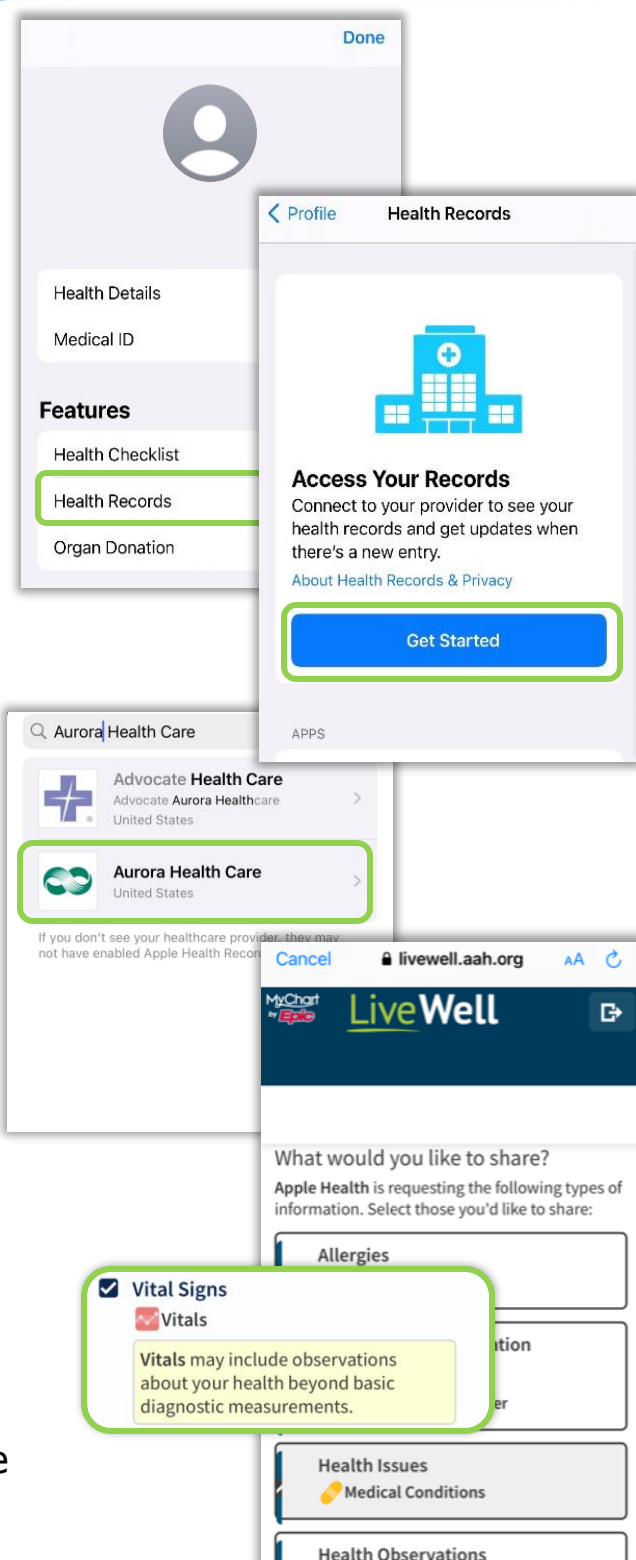 Done
Health Details
Medical ID
Features
Health Checklist
Health Records
Organ Donation
Profile Health Records
Access Your Records
Connect to your provider to see your
health records and get updates when
there's a new entry.
About Health Records & Privacy
Get Started
APPS
Aurora Health Care
Advocate Health Care
Advocate Aurora Healthcare
United States
Aurora Health Care
United States
If you don't see your healthcare provider, they may
not have enabled Apple Health Recor
Cancel livewell.aah.org AA
MyChart
by Epic
LiveWell
What would you like to share?
Apple Health is requesting the following types of
information. Select those you'd like to share:
Allergies
Vital Signs
Vitals
Vitals may include observations
about your health beyond basic
diagnostic measurements.
ation
er
Health Issues
Medical Conditions
Health Observations
e